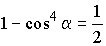 1 − cos⁴ α = 1/2